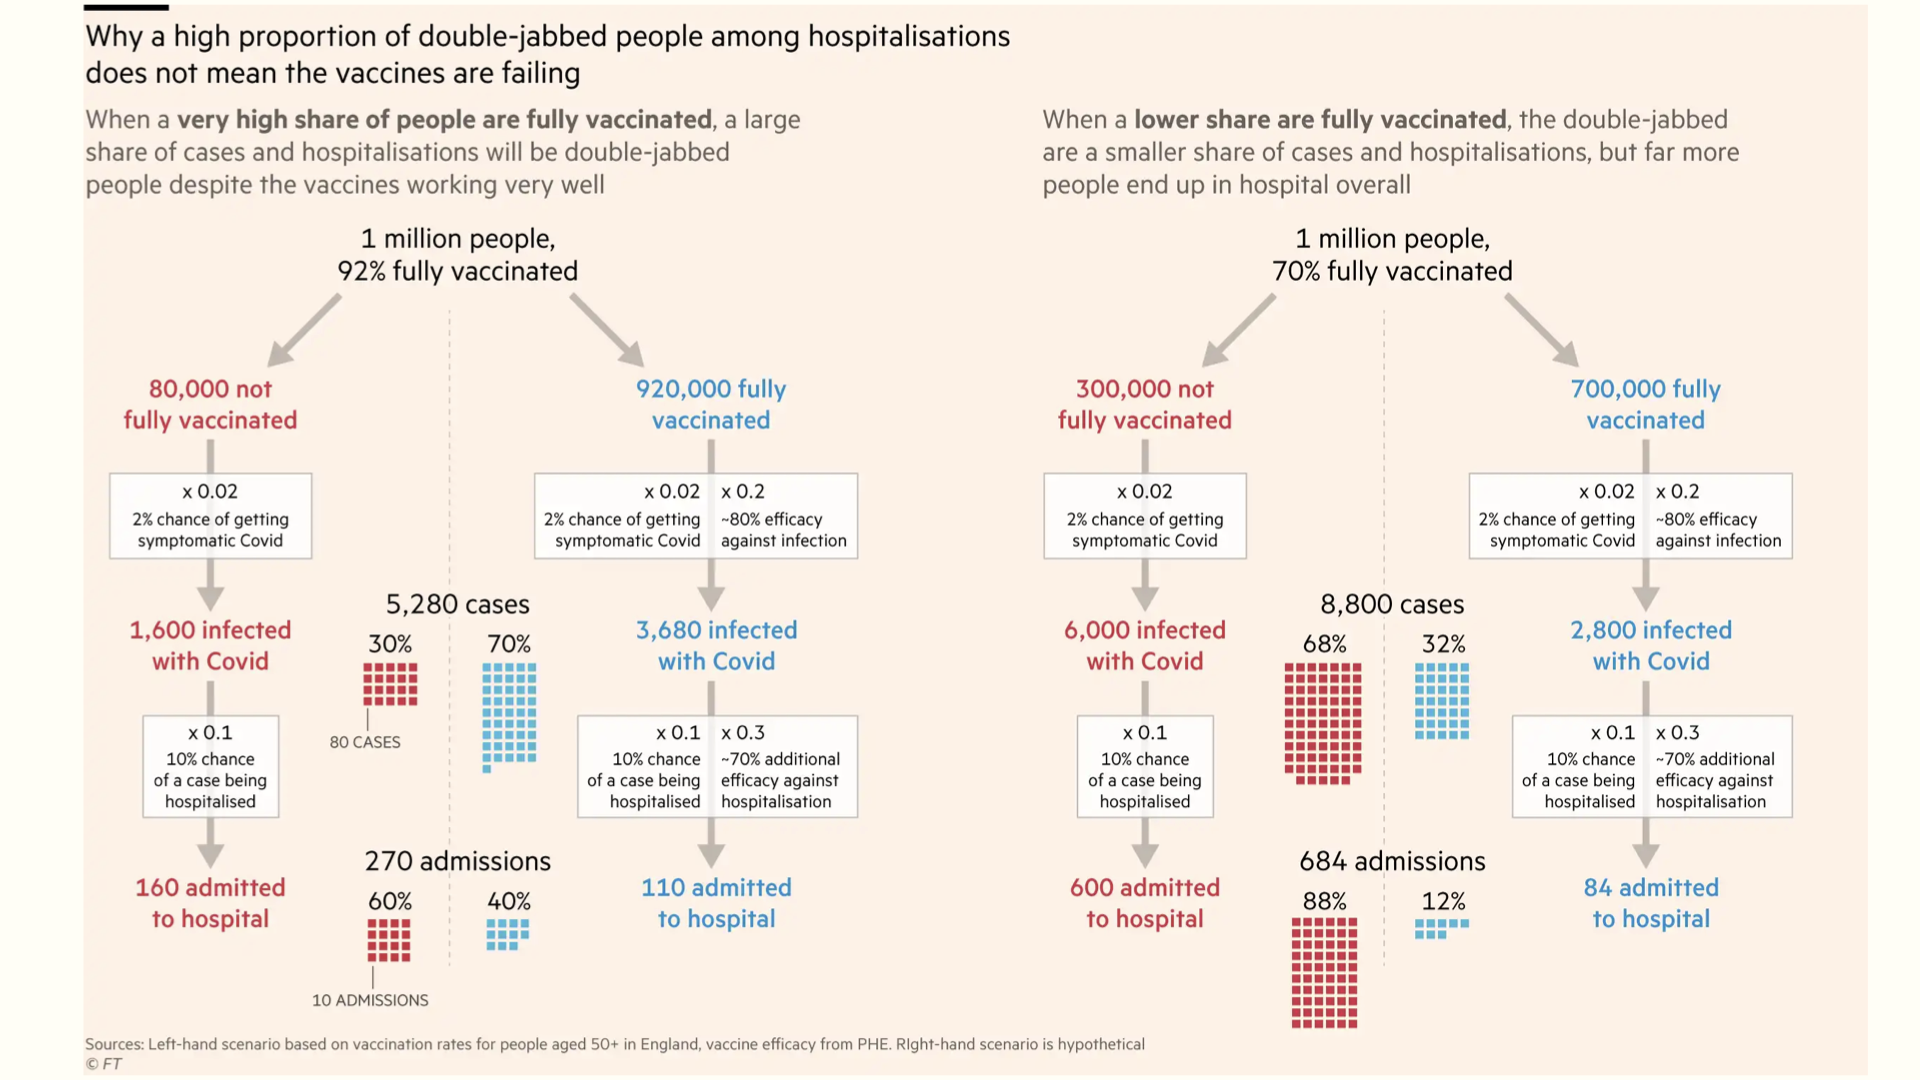 Why a high proportion of double-jabbed people among hospitalisations
does not mean the vaccines are failing
When a very high share of people are fully vaccinated, a large
share of cases and hospitalisations will be double-jabbed
people despite the vaccines working very well
1 million people,
92% fully vaccinated
80,000 not
fully vaccinated
920,000 fully
vaccinated
x 0.02
2% chance of getting
symptomatic Covid
x 0.02
2% chance of getting
symptomatic Covid
x 0.2
~80% efficacy
against infection
1,600 infected
with Covid
5,280 cases
30%
70%
80 CASES
3,680 infected
with Covid
x 0.1
10% chance
of a case being
hospitalised
x 0.1
10% chance
of a case being
hospitalised
x 0.3
~70% additional
efficacy against
hospitalisation
160 admitted
to hospital
270 admissions
60%
40%
10 ADMISSIONS
110 admitted
to hospital
When a lower share are fully vaccinated, the double-jabbed
are a smaller share of cases and hospitalisations, but far more
people end up in hospital overall
1 million people,
70% fully vaccinated
300,000 not
fully vaccinated
700,000 fully
vaccinated
x 0.02
2% chance of getting
symptomatic Covid
x 0.02
2% chance of getting
symptomatic Covid
x 0.2
~80% efficacy
against infection
6,000 infected
with Covid
8,800 cases
68%
32%
2,800 infected
with Covid
x 0.1
10% chance
of a case being
hospitalised
x 0.1
10% chance
of a case being
hospitalised
x 0.3
~70% additional
efficacy against
hospitalisation
600 admitted
to hospital
684 admissions
88%
12%
84 admitted
to hospital
Sources: Left-hand scenario based on vaccination rates for people aged 50+ in England, vaccine efficacy from PHE. RIght-hand scenario is hypothetical
© FT